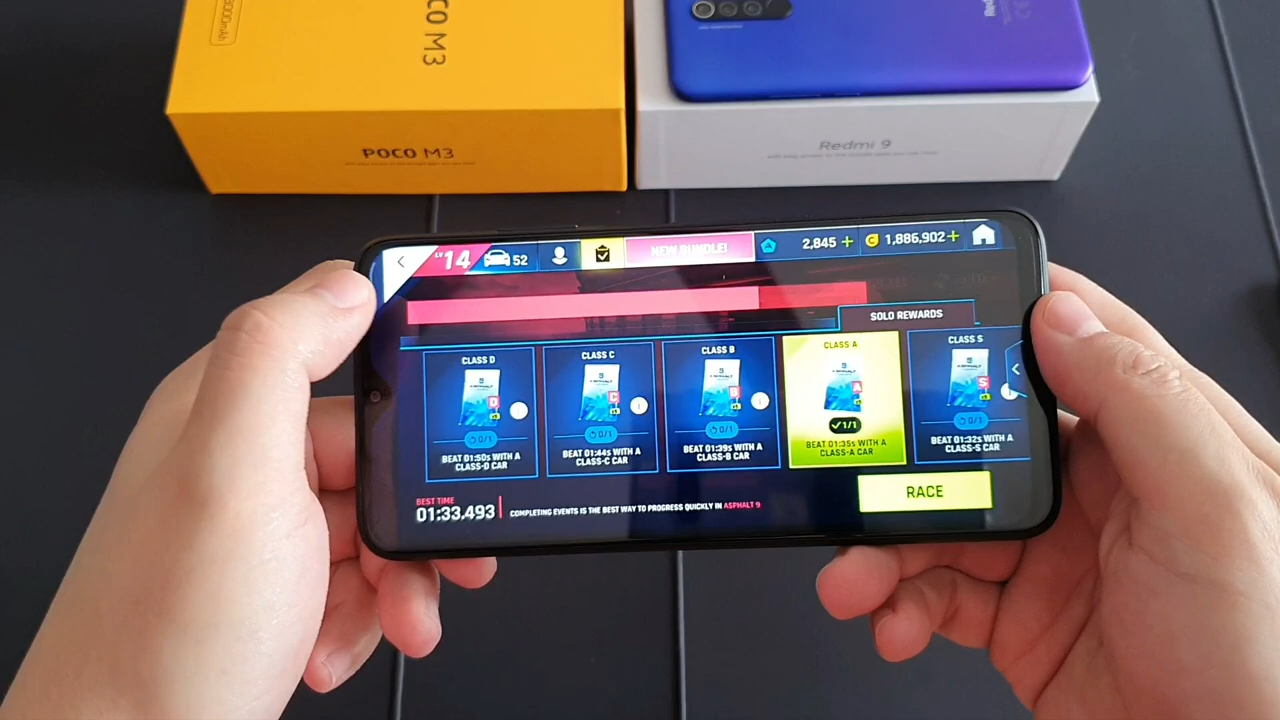 6000mAh
POCO M3
POCO M3
Redmi 9
LV 14
52
NEW BUNDLE!
2,845 +
1,886,902 +
SOLO REWARDS
CLASS D
D
0/1
BEAT 01:50s WITH A
CLASS-D CAR
CLASS C
C
0/1
BEAT 01:44s WITH A
CLASS-C CAR
CLASS B
B
0/1
BEAT 01:39s WITH A
CLASS-B CAR
CLASS A
A
1/1
BEAT 01:35s WITH A
CLASS-A CAR
CLASS S
S
0/1
BEAT 01:32s WITH A
CLASS-S CAR
BEST TIME
01:33.493
COMPLETING EVENTS IS THE BEST WAY TO PROGRESS QUICKLY IN ASPHALT 9
RACE